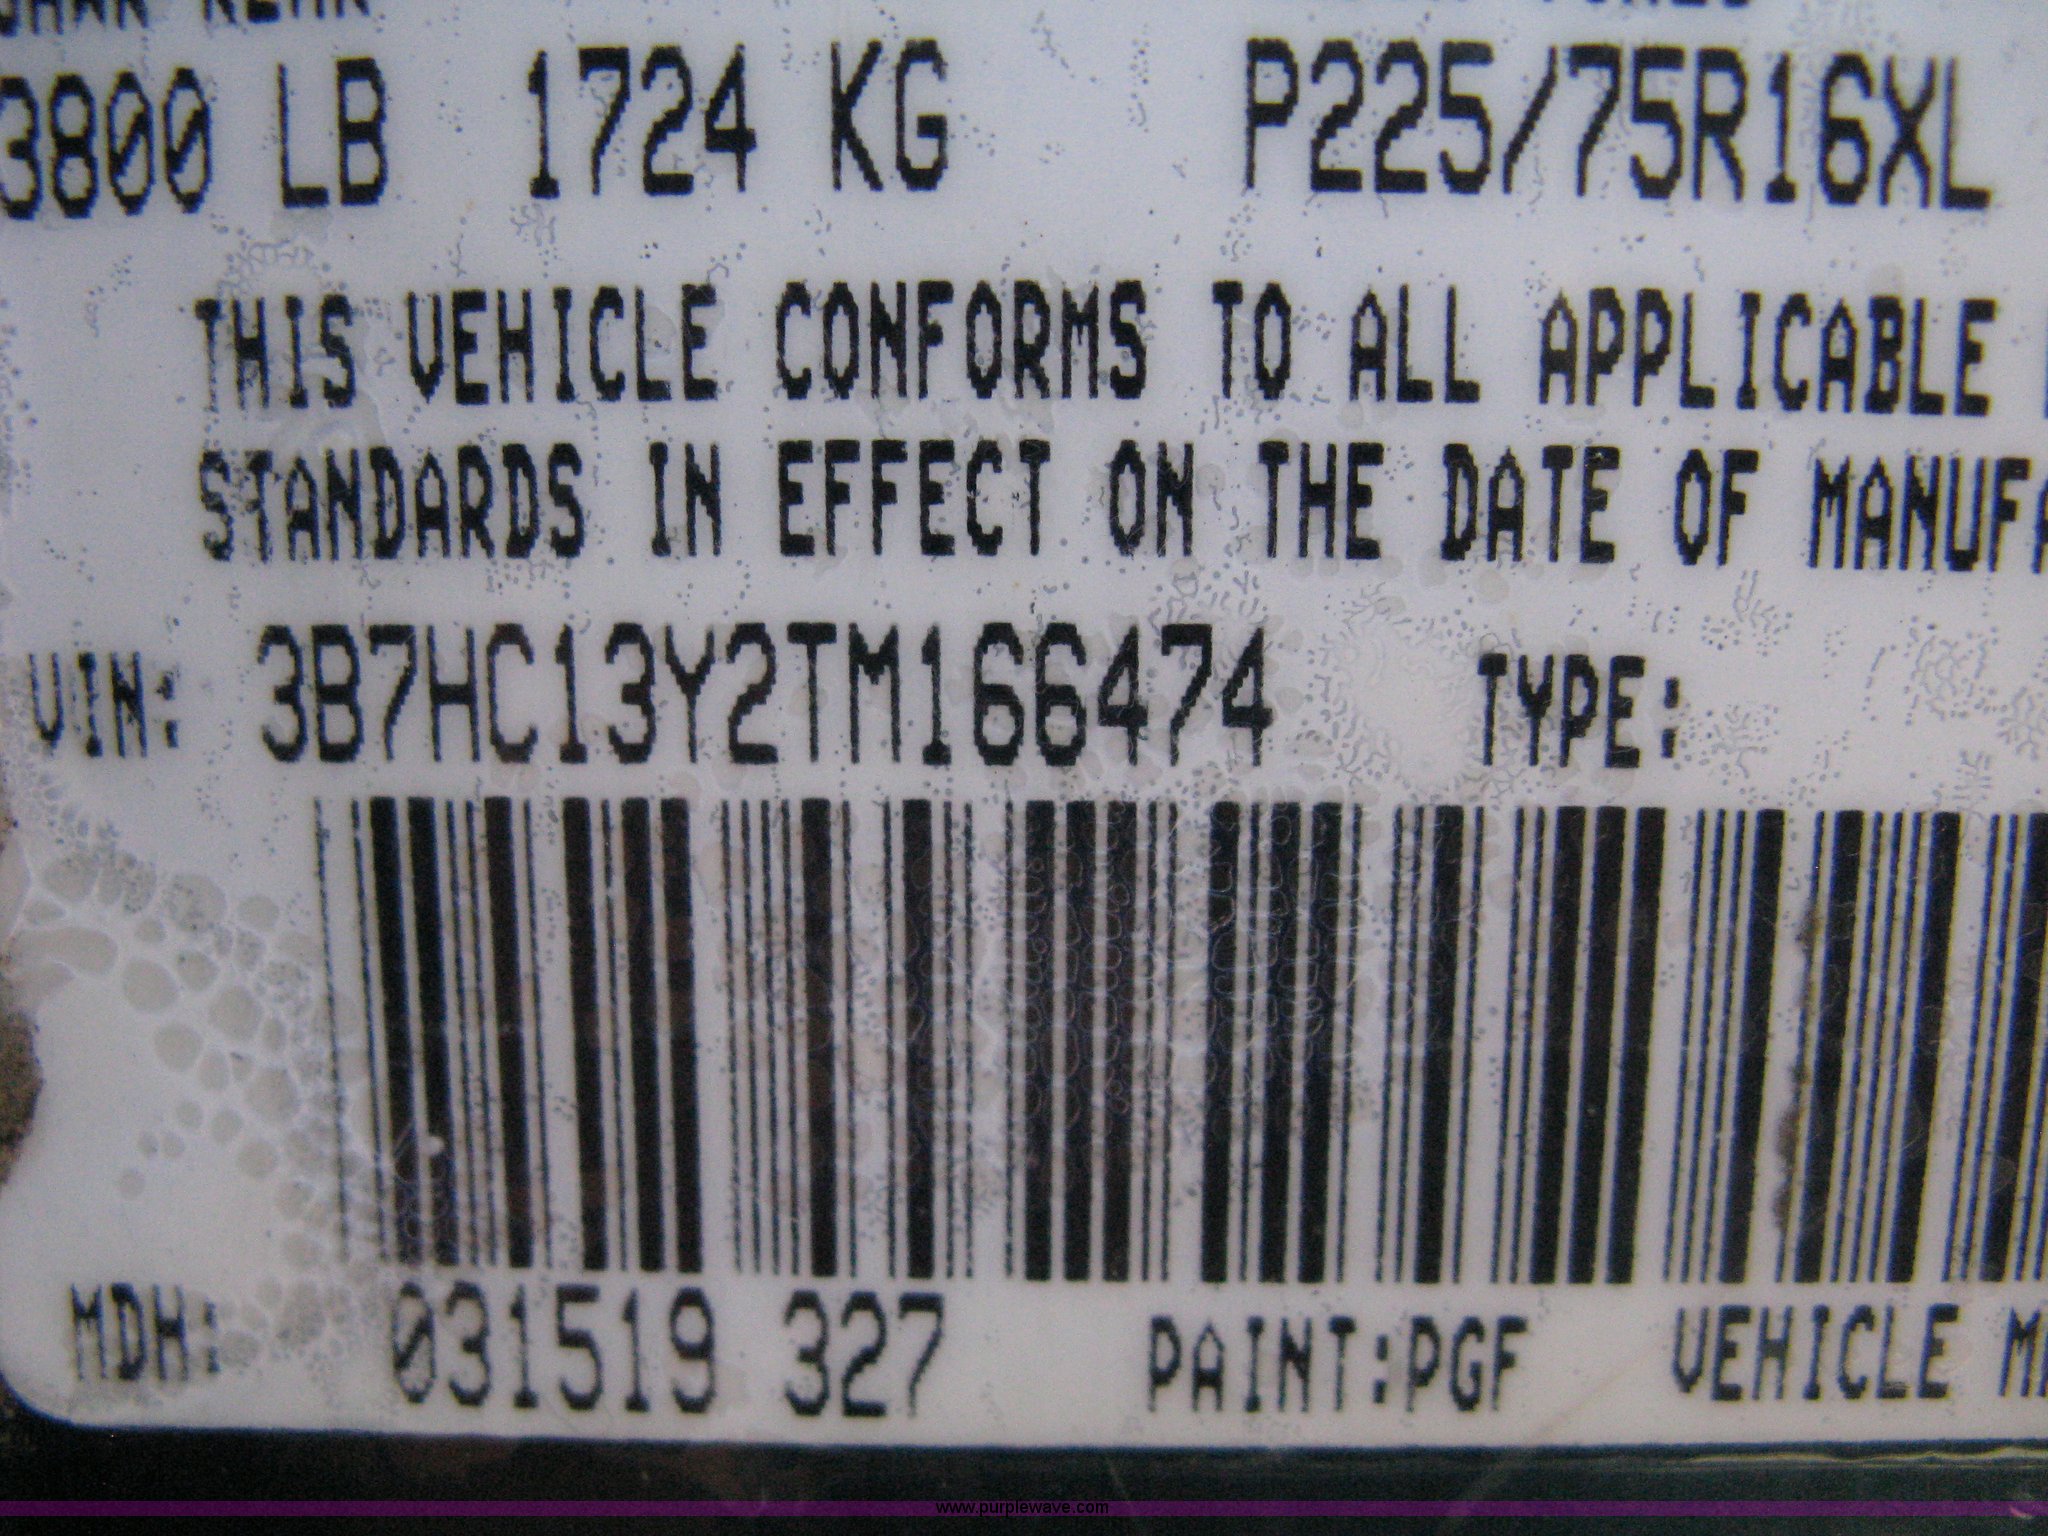 3800 LB 1724 KG P225/75R16XL
THIS VEHICLE CONFORMS TO ALL APPLICABLE
STANDARDS IN EFFECT ON THE DATE OF MANUFA
VIN: 3B7HC13Y2TM166474 TYPE:
MDH: 031519 327 PAINT:PGF VEHICLE M
www.purplewave.com